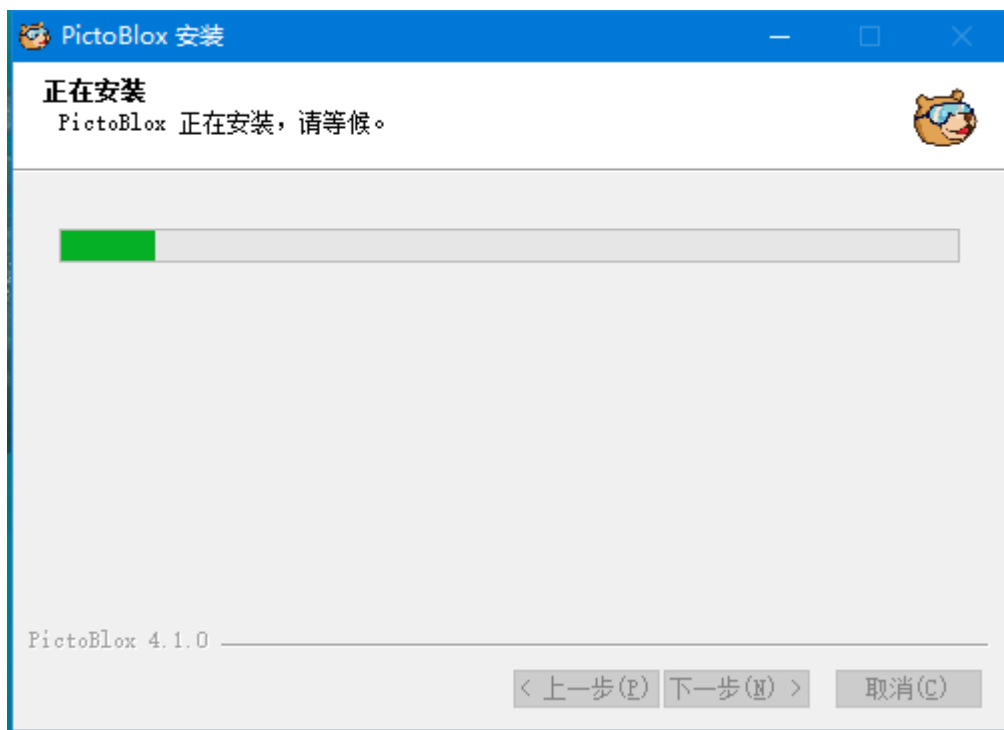 PictoBlox 安装
正在安装
PictoBlox 正在安装，请等候。
PictoBlox 4.1.0
< 上一步(P) 下一步(N) > 取消(C)